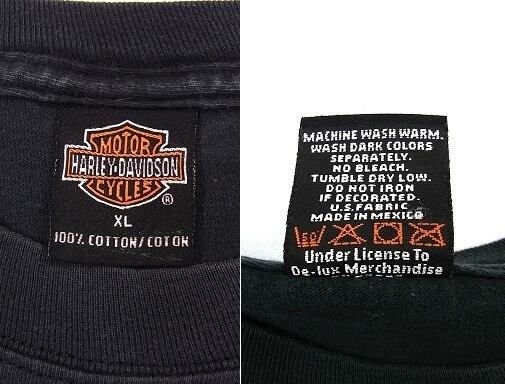 MOTOR
HARLEY-DAVIDSON
CYCLES
®
XL
100% COTTON/COTON
MACHINE WASH WARM.
WASH DARK COLORS
SEPARATELY.
NO BLEACH.
TUMBLE DRY LOW.
DO NOT IRON
IF DECORATED.
U.S. FABRIC
MADE IN MEXICO
50
Under License To
De-lux Merchandise